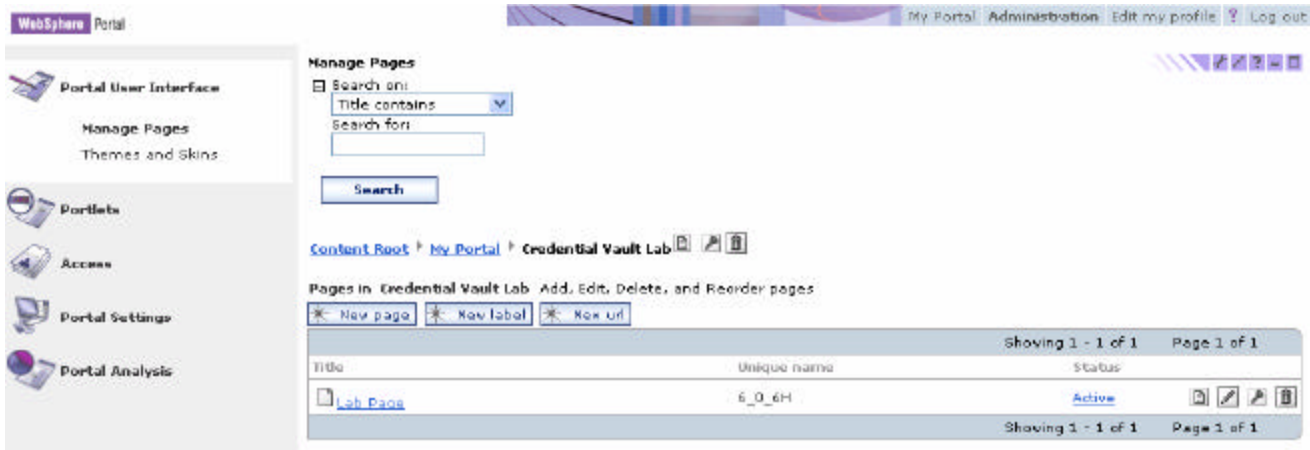 WebSphere Portal
My Portal Administration Edit my profile ? Log out
Portal User Interface
Manage Pages
Themes and Skins
Portlets
Access
Portal Settings
Portal Analysis
Manage Pages
Search on:
Title contains
Search for:
Search
Content Root My Portal Credential Vault Lab
Pages in Credential Vault Lab Add, Edit, Delete, and Reorder pages
New page New label New url
Showing 1 - 1 of 1 Page 1 of 1
Title Unique name Status
Lab Page 6_0_6H Active
Showing 1 - 1 of 1 Page 1 of 1